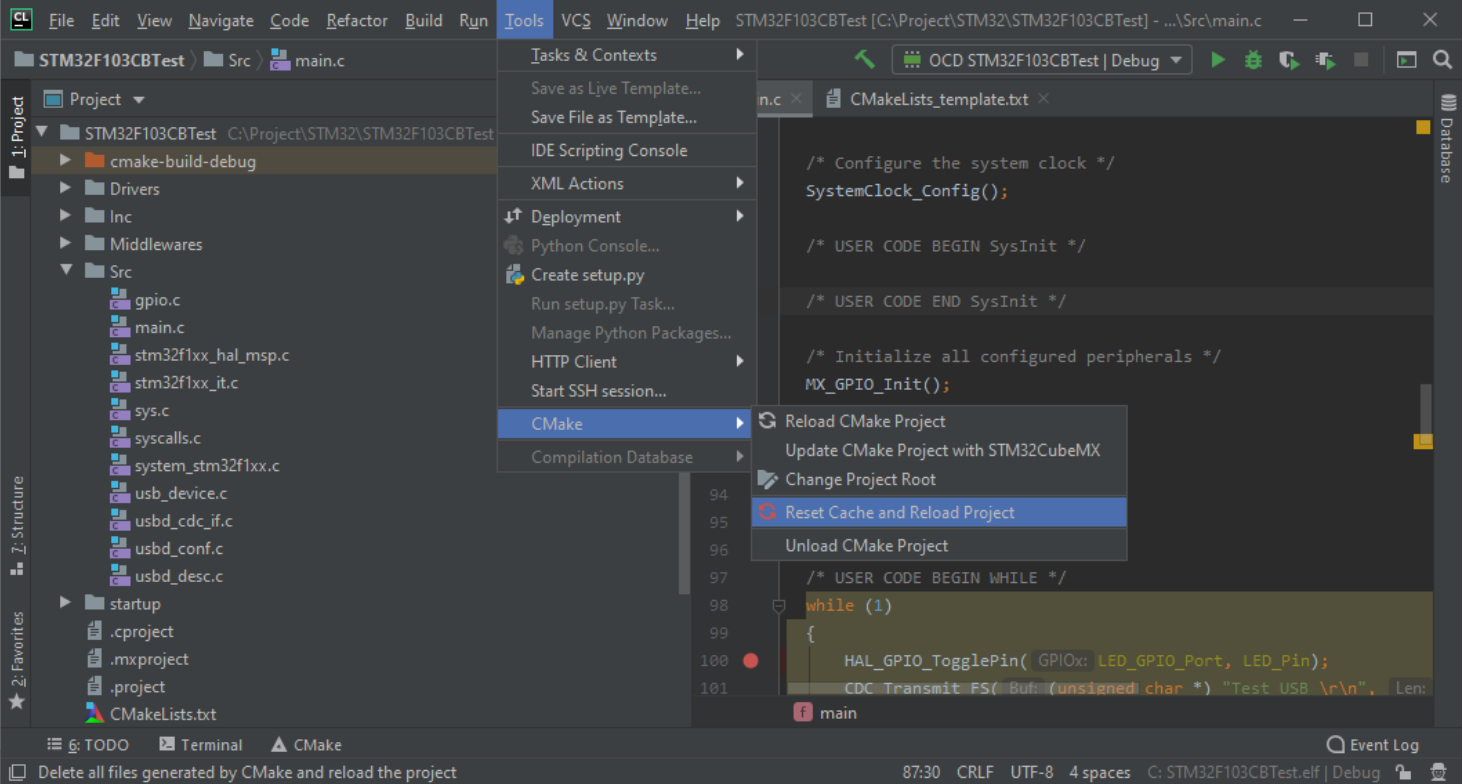 CL File Edit View Navigate Code Refactor Build Run Tools VCS Window Help STM32F103CBTest [C:\Project\STM32\STM32F103CBTest] - ...\Src\main.c
STM32F103CBTest Src main.c
OCD STM32F103CBTest | Debug
1: Project
7: Structure
2: Favorites
Project
STM32F103CBTest C:\Project\STM32\STM32F103CBTest
cmake-build-debug
Drivers
Inc
Middlewares
Src
gpio.c
main.c
stm32f1xx_hal_msp.c
stm32f1xx_it.c
sys.c
syscalls.c
system_stm32f1xx.c
usb_device.c
usbd_cdc_if.c
usbd_conf.c
usbd_desc.c
startup
.cproject
.mxproject
.project
CMakeLists.txt
Tasks & Contexts
Save as Live Template...
Save File as Template...
IDE Scripting Console
XML Actions
Deployment
Python Console...
Create setup.py
Run setup.py Task...
Manage Python Packages...
HTTP Client
Start SSH session...
CMake
Compilation Database
Reload CMake Project
Update CMake Project with STM32CubeMX
Change Project Root
Reset Cache and Reload Project
Unload CMake Project
n.c CMakeLists_template.txt
/* Configure the system clock */
SystemClock_Config();
/* USER CODE BEGIN SysInit */
/* USER CODE END SysInit */
/* Initialize all configured peripherals */
MX_GPIO_Init();
94
95
96
97 /* USER CODE BEGIN WHILE */
98 while (1)
99 {
100 HAL_GPIO_TogglePin( GPIOx: LED_GPIO_Port, LED_Pin);
101 CDC_Transmit_FS( Buf: (unsigned char *) "Test USB \r\n", Len:
f main
Database
6: TODO Terminal CMake Event Log
Delete all files generated by CMake and reload the project 87:30 CRLF UTF-8 4 spaces C: STM32F103CBTest.elf | Debug